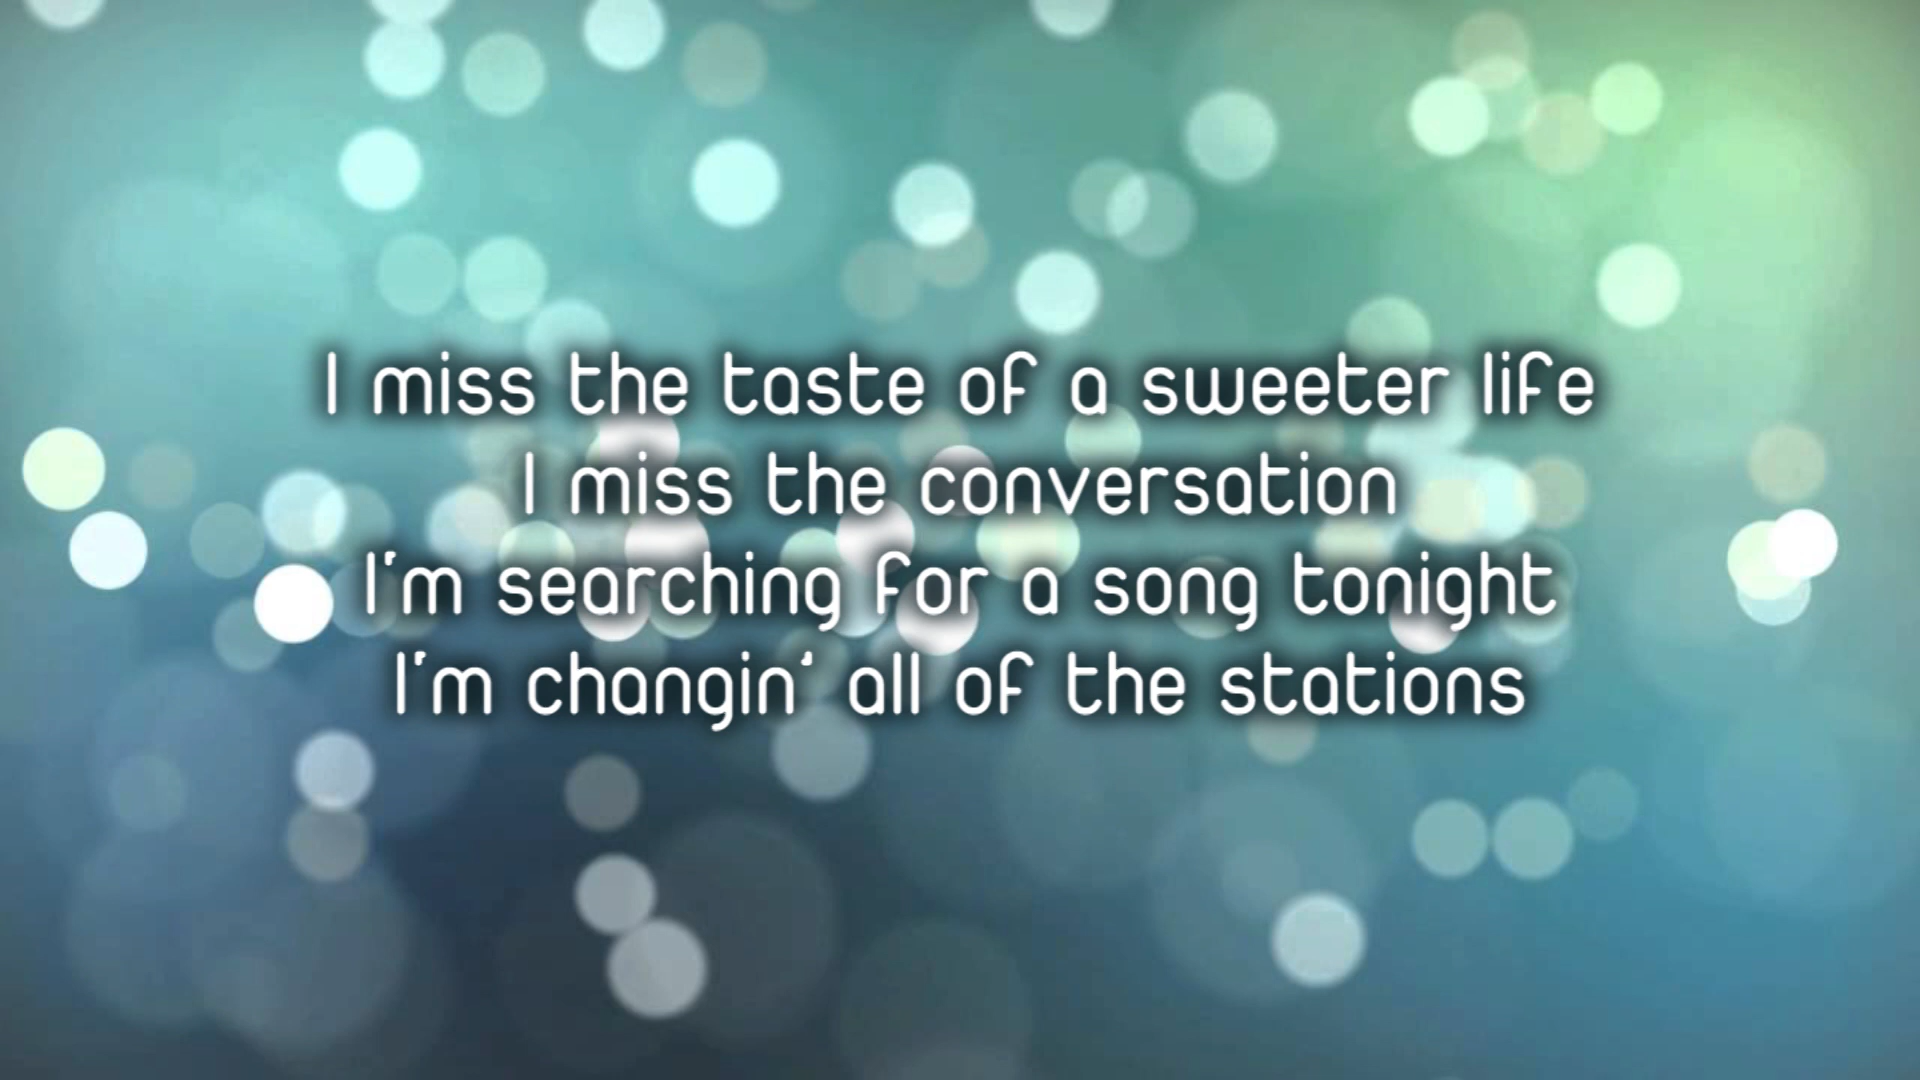 I miss the taste of a sweeter life
I miss the conversation
I'm searching for a song tonight
I'm changin' all of the stations